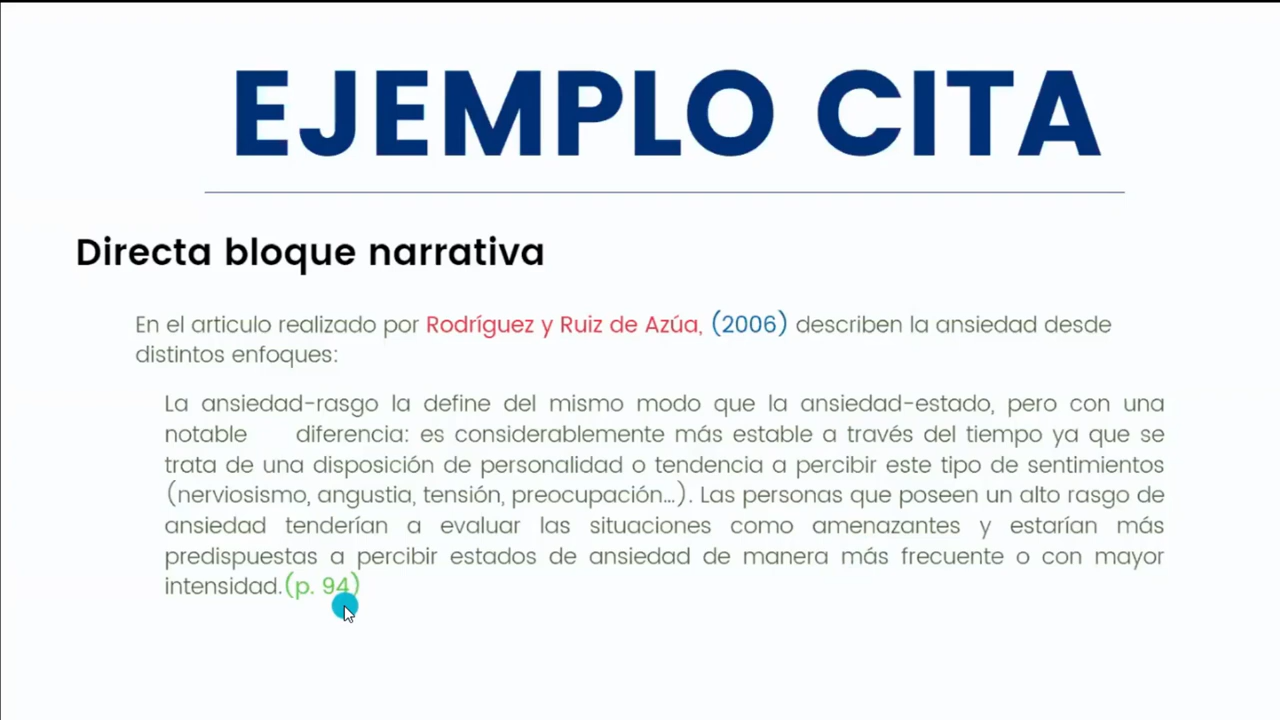 EJEMPLO CITA
Directa bloque narrativa
En el articulo realizado por Rodríguez y Ruiz de Azúa, (2006) describen la ansiedad desde
distintos enfoques:
La ansiedad-rasgo la define del mismo modo que la ansiedad-estado, pero con una
notable diferencia: es considerablemente más estable a través del tiempo ya que se
trata de una disposición de personalidad o tendencia a percibir este tipo de sentimientos
(nerviosismo, angustia, tensión, preocupación...). Las personas que poseen un alto rasgo de
ansiedad tenderían a evaluar las situaciones como amenazantes y estarían más
predispuestas a percibir estados de ansiedad de manera más frecuente o con mayor
intensidad.(p. 94)